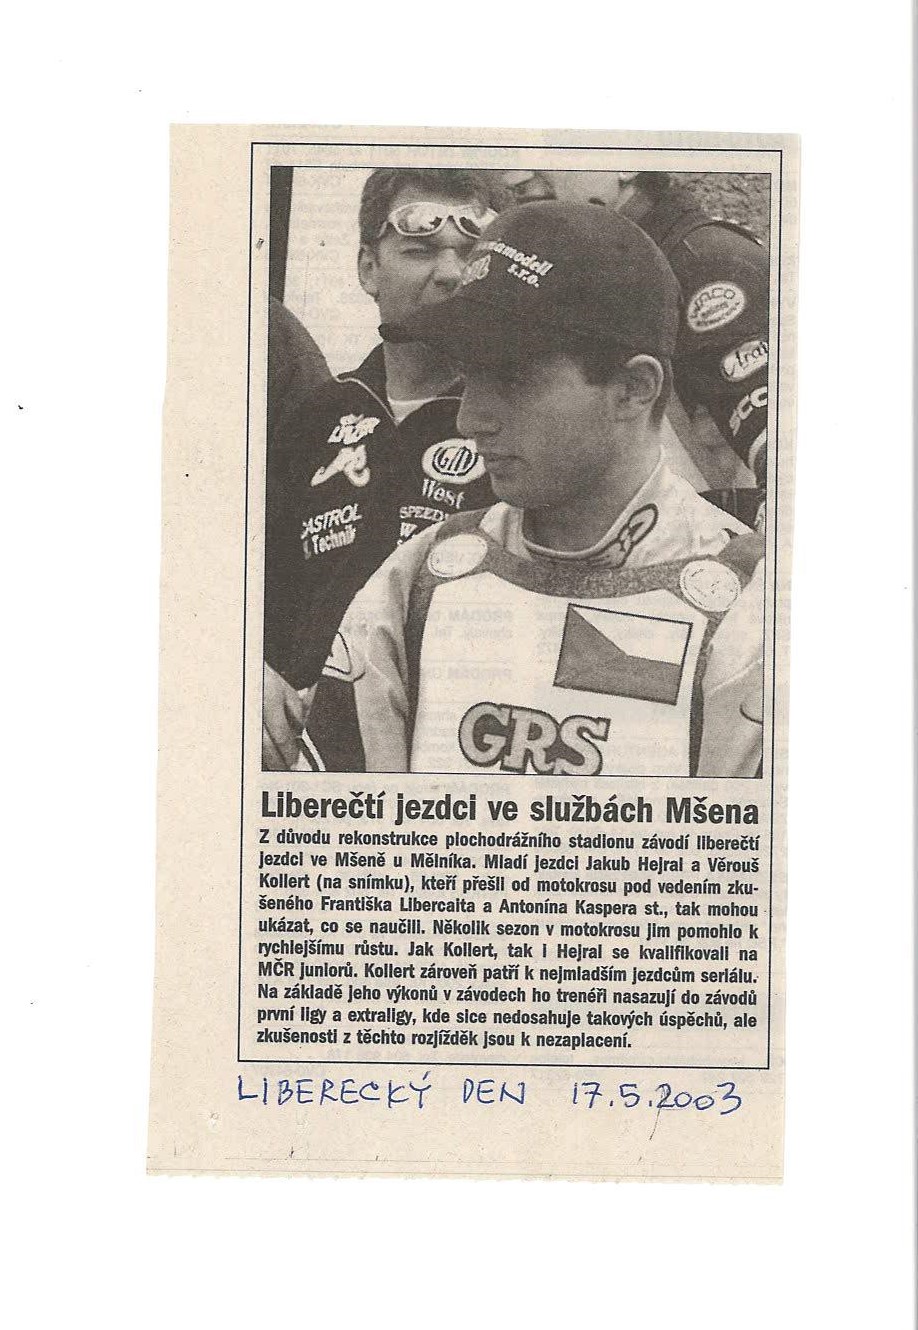 namodell
s.r.o.
CASTROL
Technik
West
SPEED
GRS
Liberečtí jezdci ve službách Mšena
Z důvodu rekonstrukce plochodrážního stadionu závodí liberečtí
jezdci ve Mšeně u Mělníka. Mladí jezdci Jakub Hejral a Věrouš
Kollert (na snímku), kteří přešli od motokrosu pod vedením zku-
šeného Františka Libercaita a Antonína Kaspera st., tak mohou
ukázat, co se naučili. Několik sezon v motokrosu jim pomohlo k
rychlejšímu růstu. Jak Kollert, tak i Hejral se kvalifikovali na
MČR juniorů. Kollert zároveň patří k nejmladším jezdcům seriálu.
Na základě jeho výkonů v závodech ho trenéři nasazují do závodů
první ligy a extraligy, kde sice nedosahuje takových úspěchů, ale
zkušenosti z těchto rozjížděk jsou k nezaplacení.
LIBERECKÝ DEN 17.5.2003